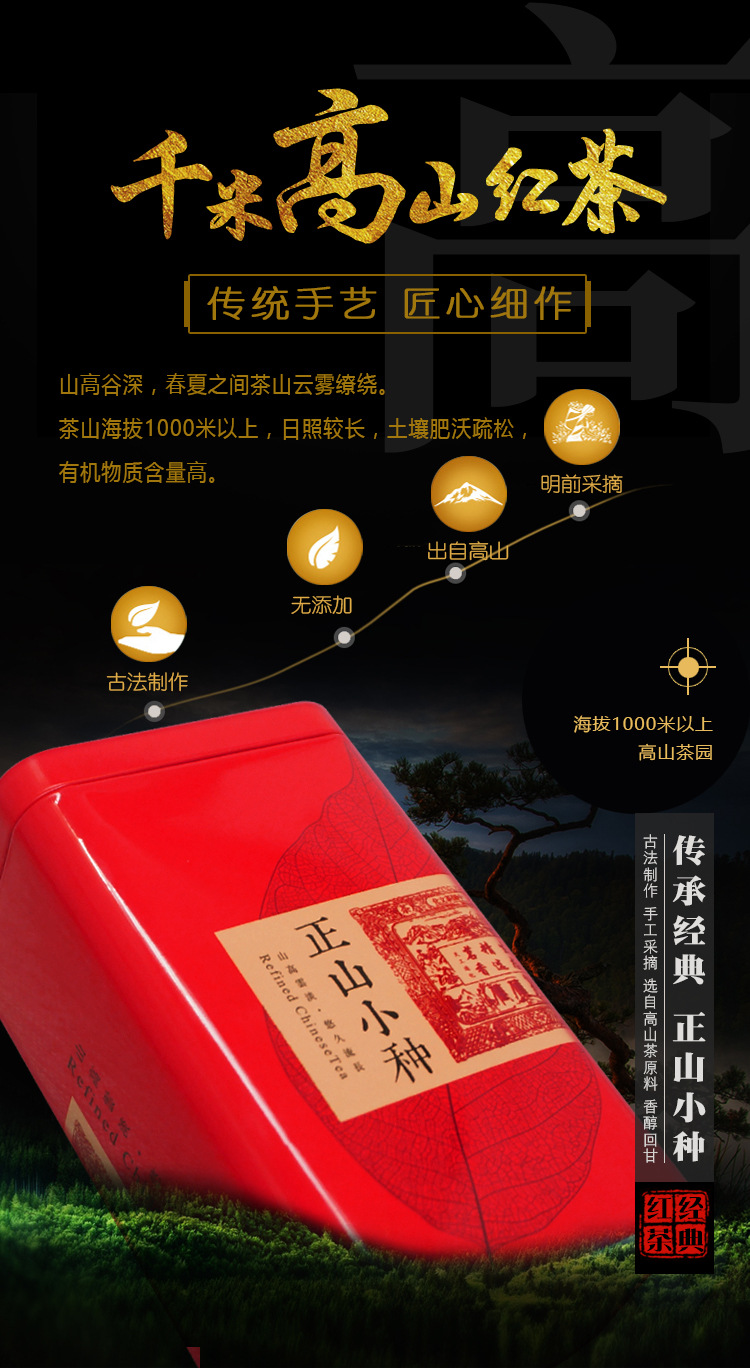 千米高山红茶
传统手艺 匠心细作
山高谷深，春夏之间茶山云雾缭绕。
茶山海拔1000米以上，日照较长，土壤肥沃疏松，
有机物质含量高。
明前采摘
出自高山
无添加
古法制作
海拔1000米以上
高山茶园
传承经典 正山小种
古法制作 手工采摘 选自高山茶原料 香醇回甘
经典
红茶
正山小种
Refined Chinese Tea
Refined C
高